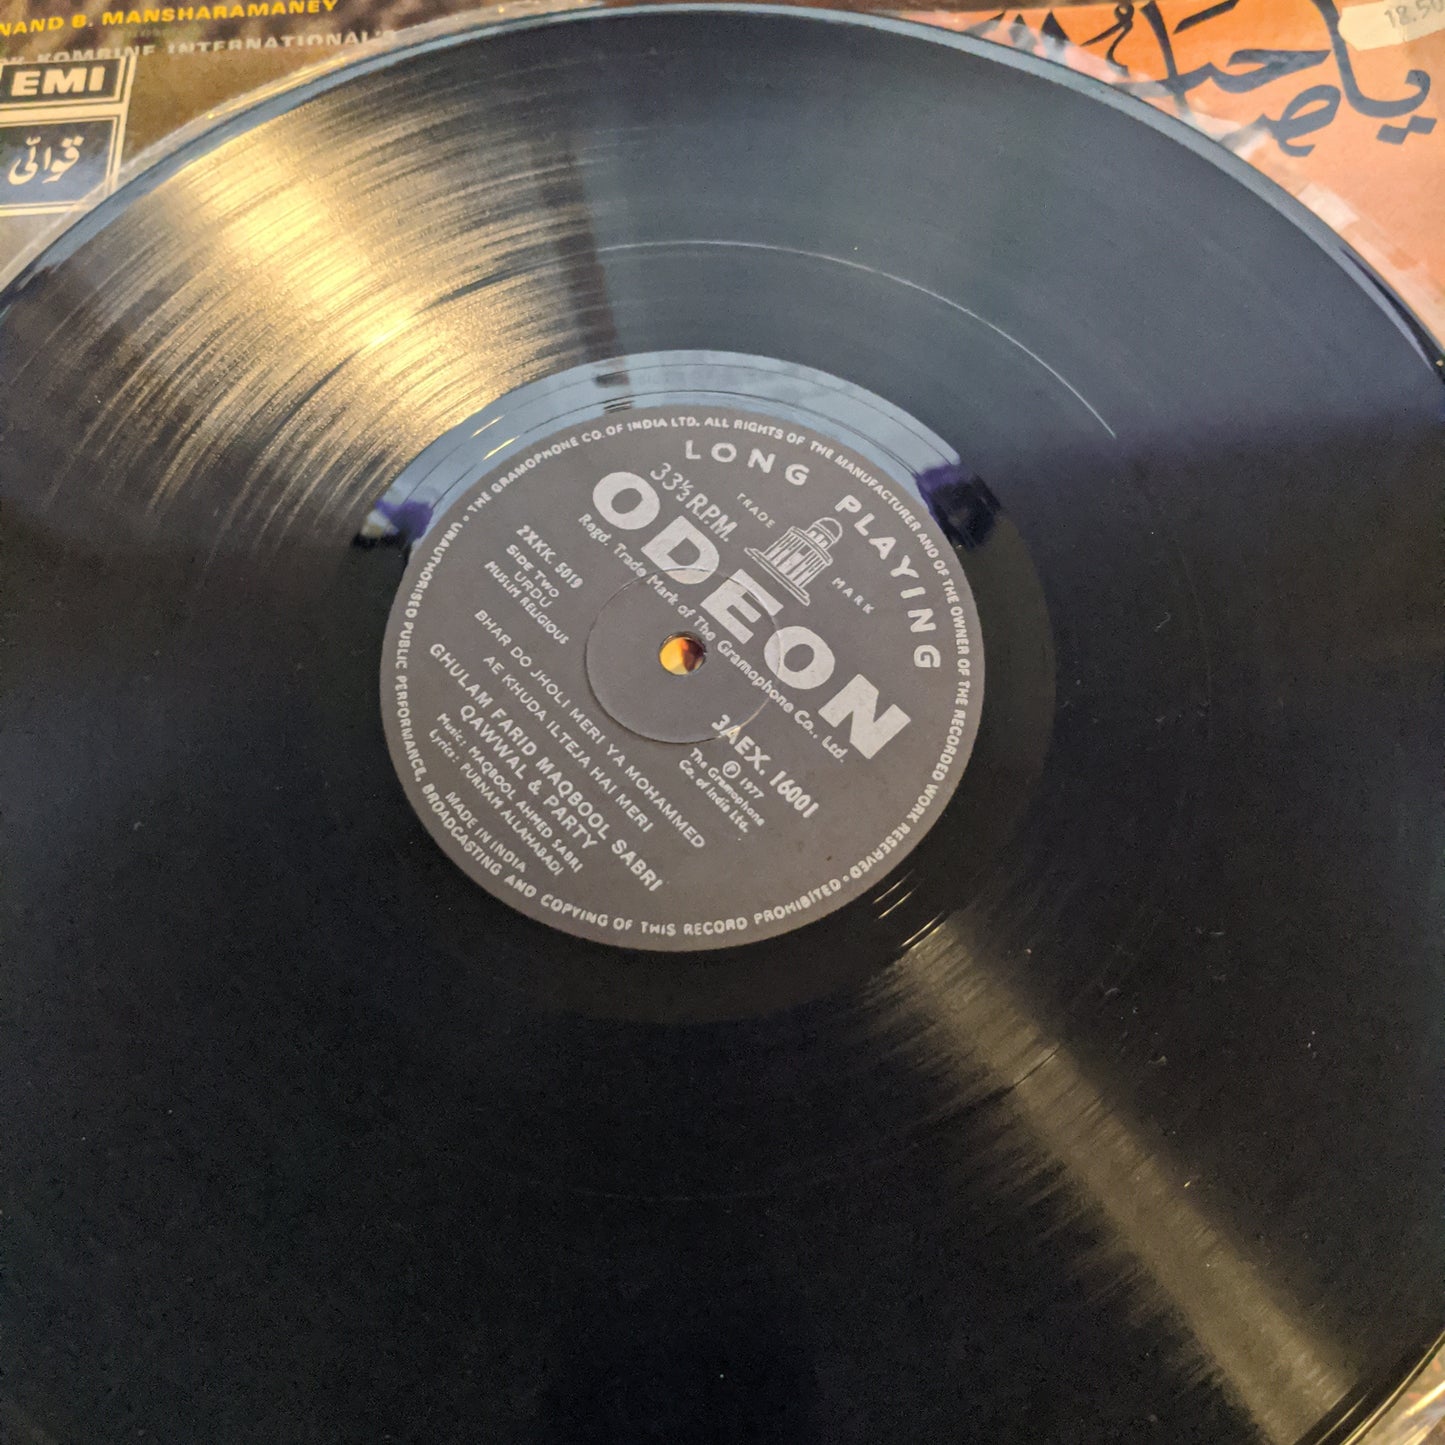 NAND B. MANSHARAMANEY
KOMBINE INTERNATIONAL'S
EMI
قوالّی
یا
18.50
UNAUTHORISED PUBLIC PERFORMANCE, BROADCASTING AND COPYING OF THIS RECORD PROHIBITED • THE GRAMOPHONE CO. OF INDIA LTD. ALL RIGHTS OF THE MANUFACTURER AND OF THE OWNER OF THE RECORDED WORK RESERVED •
LONG PLAYING
33⅓ R.P.M.
TRADE MARK
ODEON
Regd. Trade Mark of The Gramophone Co., Ltd.
2XKK. 5019
SIDE TWO
URDU
MUSLIM RELIGIOUS
3AEX. 16001
Ⓟ 1977
The Gramophone
Co. of India Ltd.
BHAR DO JHOLI MERI YA MOHAMMED
AE KHUDA ILTEJA HAI MERI
GHULAM FARID MAQBOOL SABRI
QAWWAL & PARTY
Music: MAQBOOL AHMED SABRI
Lyrics: PURNAM ALLAHABADI
MADE IN INDIA